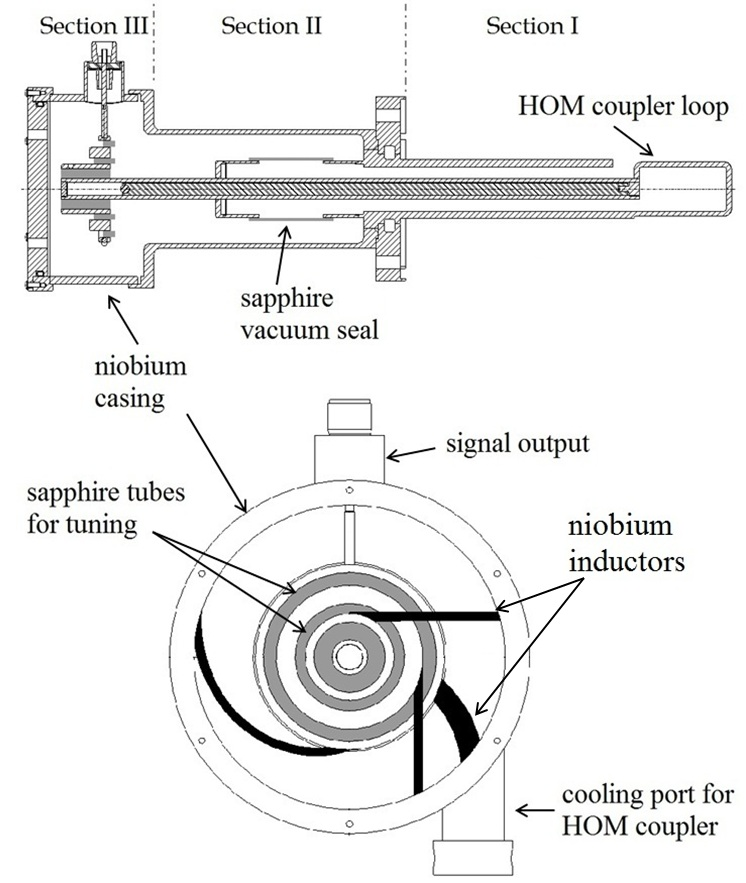 Section III
Section II
Section I
HOM coupler loop
sapphire
vacuum seal
niobium
casing
signal output
sapphire tubes
for tuning
niobium
inductors
cooling port for
HOM coupler